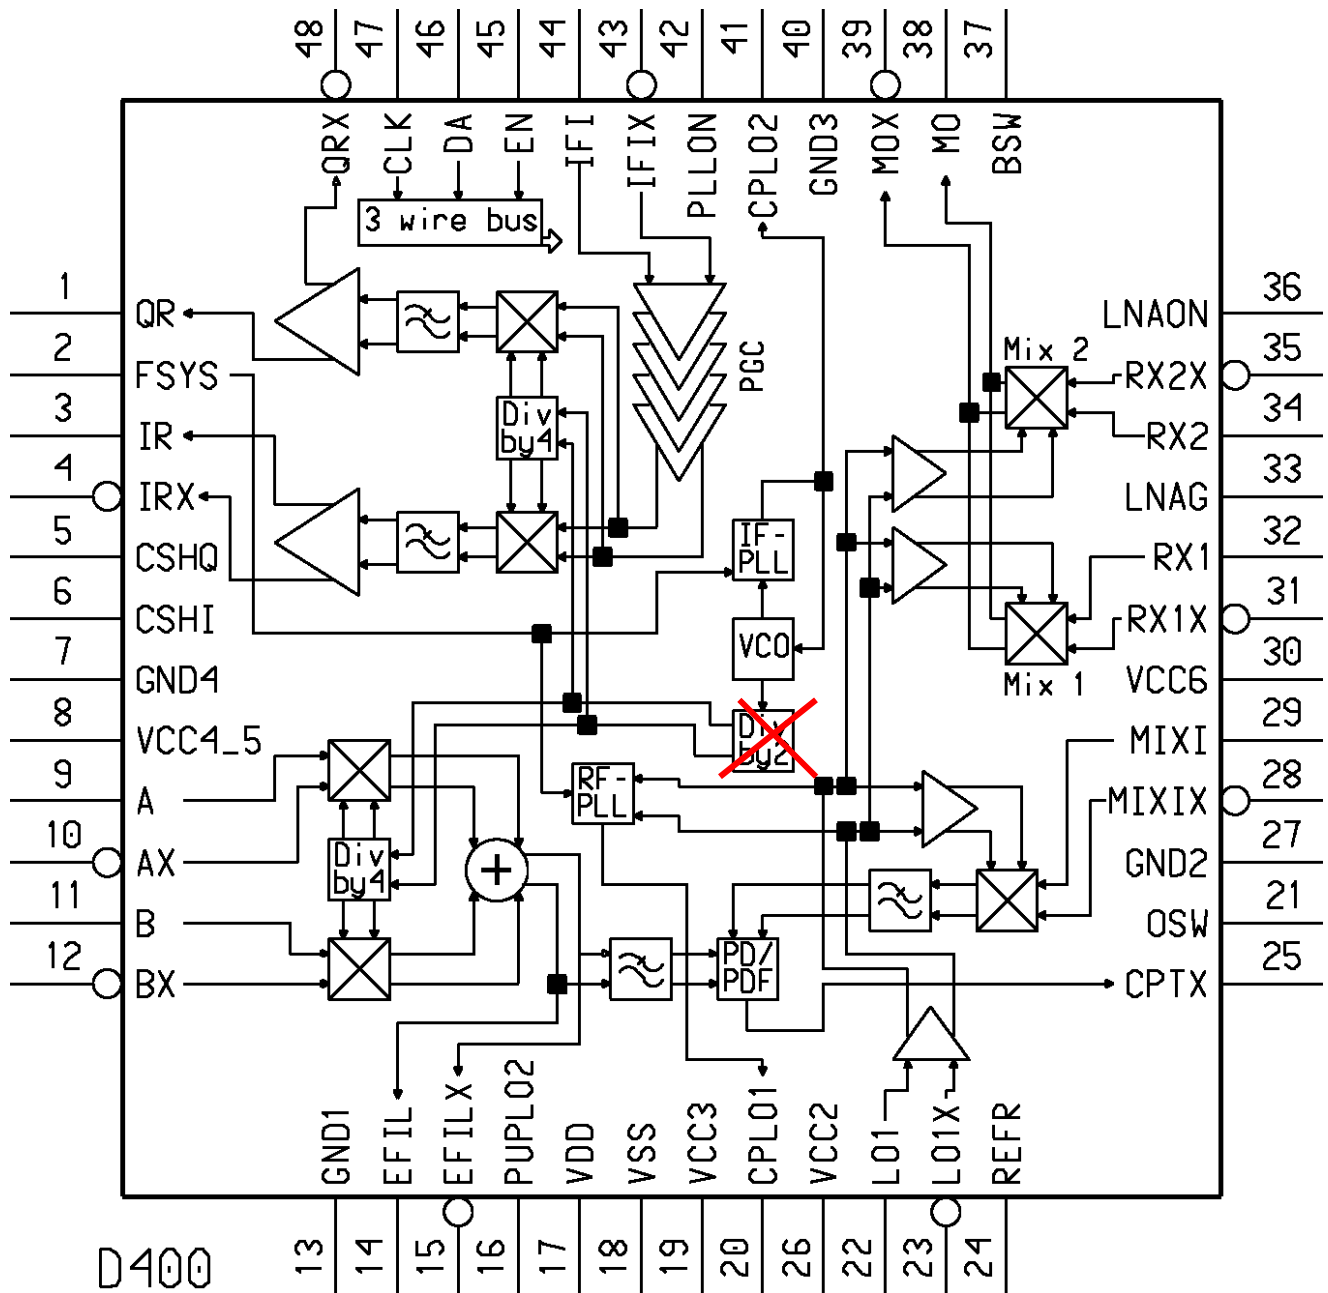 48
47
46
45
44
43
42
41
40
39
38
37
QRX
CLK
DA
EN
IFI
IFIX
PLLON
CPLO2
GND3
MOX
MO
BSW
3 wire bus
1
QR
2
FSYS
3
IR
4
IRX
5
CSHQ
6
CSHI
7
GND4
8
VCC4_5
9
A
10
AX
11
B
12
BX
Div
by4
PGC
IF-
PLL
VCO
Div
by2
RF-
PLL
Div
by4
+
PD/
PDF
Mix 2
Mix 1
36
LNAON
35
RX2X
34
RX2
33
LNAG
32
RX1
31
RX1X
30
VCC6
29
MIXI
28
MIXIX
27
GND2
21
OSW
25
CPTX
GND1
EFIL
EFILX
PUPLO2
VDD
VSS
VCC3
CPLO1
VCC2
LO1
LO1X
REFR
13
14
15
16
17
18
19
20
26
22
23
24
D400